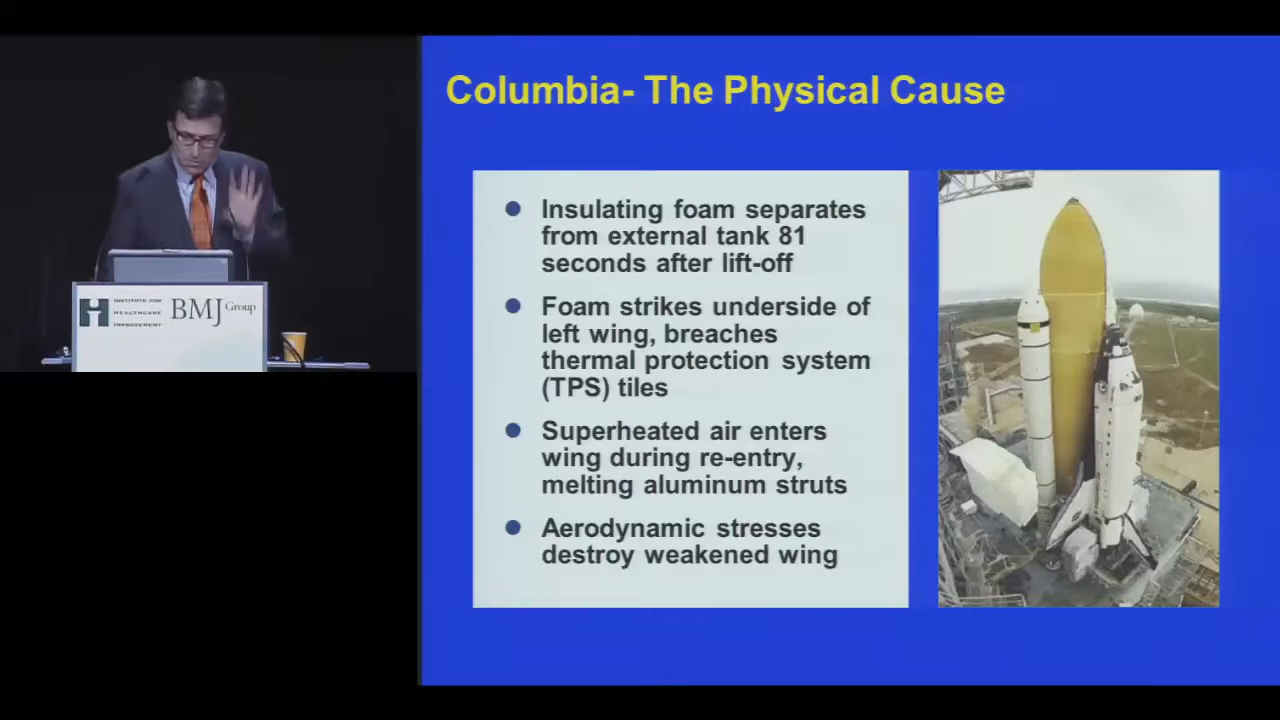 Columbia- The Physical Cause
Insulating foam separates
from external tank 81
seconds after lift-off
Foam strikes underside of
left wing, breaches
thermal protection system
(TPS) tiles
Superheated air enters
wing during re-entry,
melting aluminum struts
Aerodynamic stresses
destroy weakened wing
INSTITUTE FOR
HEALTHCARE
IMPROVEMENT
BMJ Group